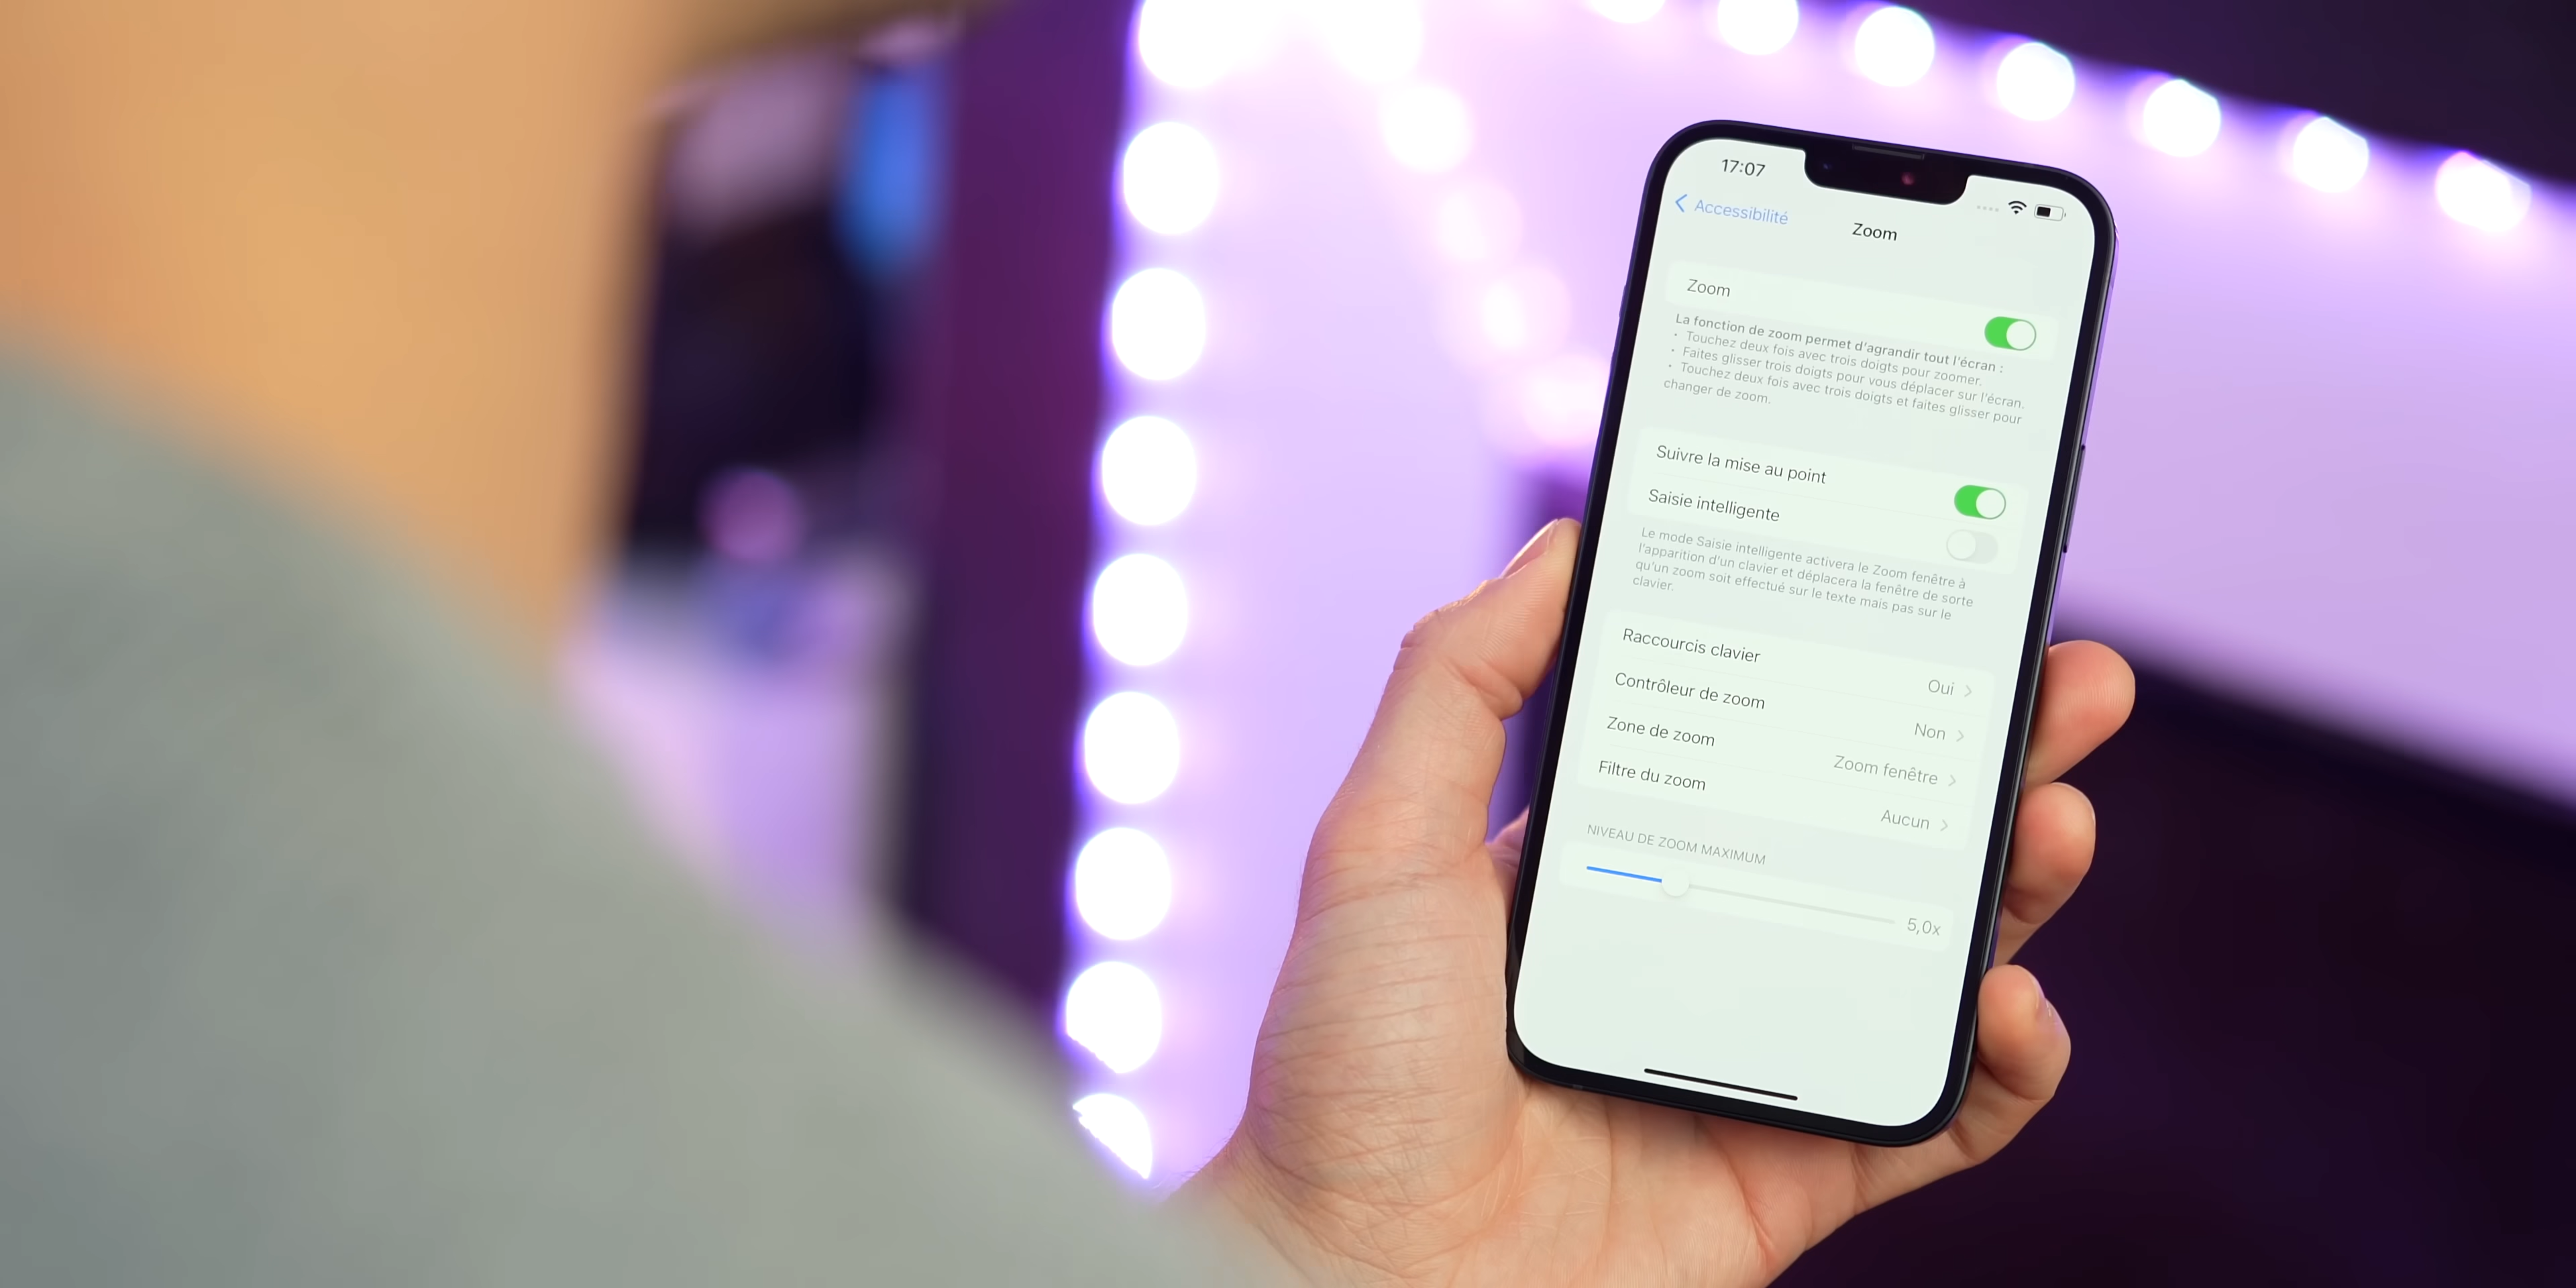 17:07
Accessibilité
Zoom
Zoom
La fonction de zoom permet d'agrandir tout l'écran :
• Touchez deux fois avec trois doigts pour zoomer.
• Faites glisser trois doigts pour vous déplacer sur l'écran.
• Touchez deux fois avec trois doigts et faites glisser pour
changer de zoom.
Suivre la mise au point
Saisie intelligente
Le mode Saisie intelligente activera le Zoom fenêtre à
l'apparition d'un clavier et déplacera la fenêtre de sorte
qu'un zoom soit effectué sur le texte mais pas sur le
clavier.
Raccourcis clavier Oui
Contrôleur de zoom Non
Zone de zoom Zoom fenêtre
Filtre du zoom Aucun
NIVEAU DE ZOOM MAXIMUM
5,0x